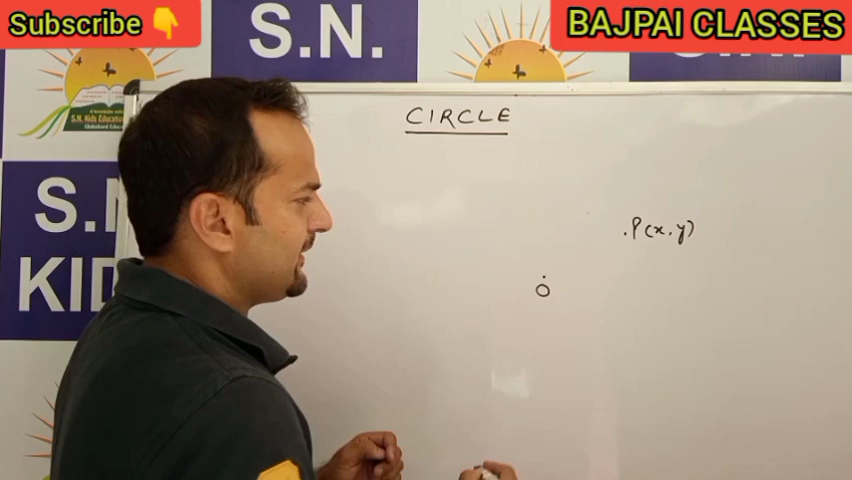 Subscribe 👇
BAJPAI CLASSES
S.N.
S.N. Kids Education
CIRCLE
.P(x,y)
O
KID